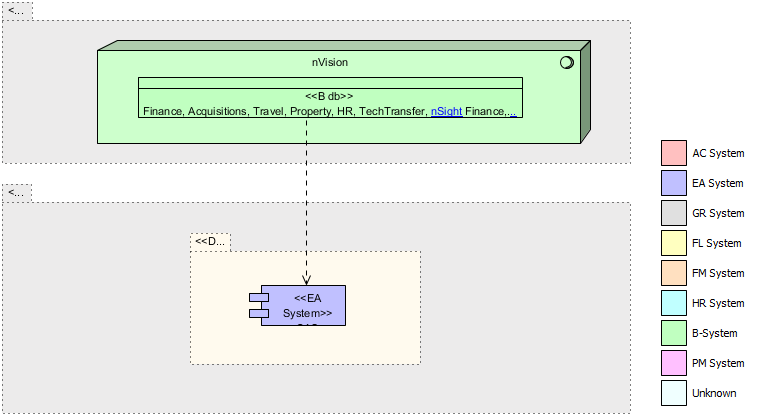 <...
nVision
<<B db>>
Finance, Acquisitions, Travel, Property, HR, TechTransfer, nSight Finance,...
<...
<<D...
<<EA
System>>
AC System
EA System
GR System
FL System
FM System
HR System
B-System
PM System
Unknown